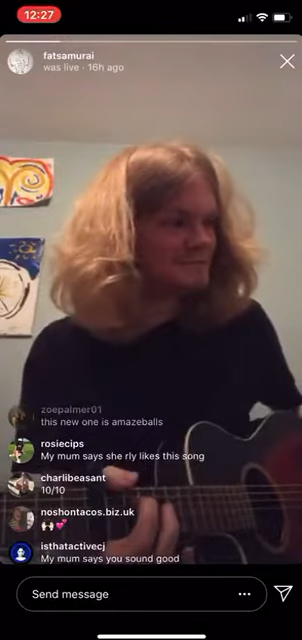 12:27
fatsamurai
was live · 16h ago
zoepalmer01
this new one is amazeballs
rosiecips
My mum says she rly likes this song
charlibeasant
10/10
noshontacos.biz.uk
🙌💕
isthatactivecj
My mum says you sound good
Send message